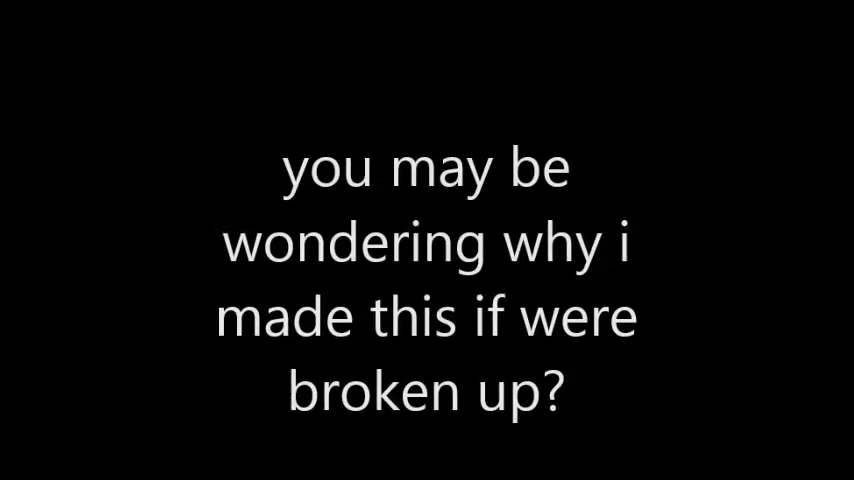 you may be
wondering why i
made this if were
broken up?